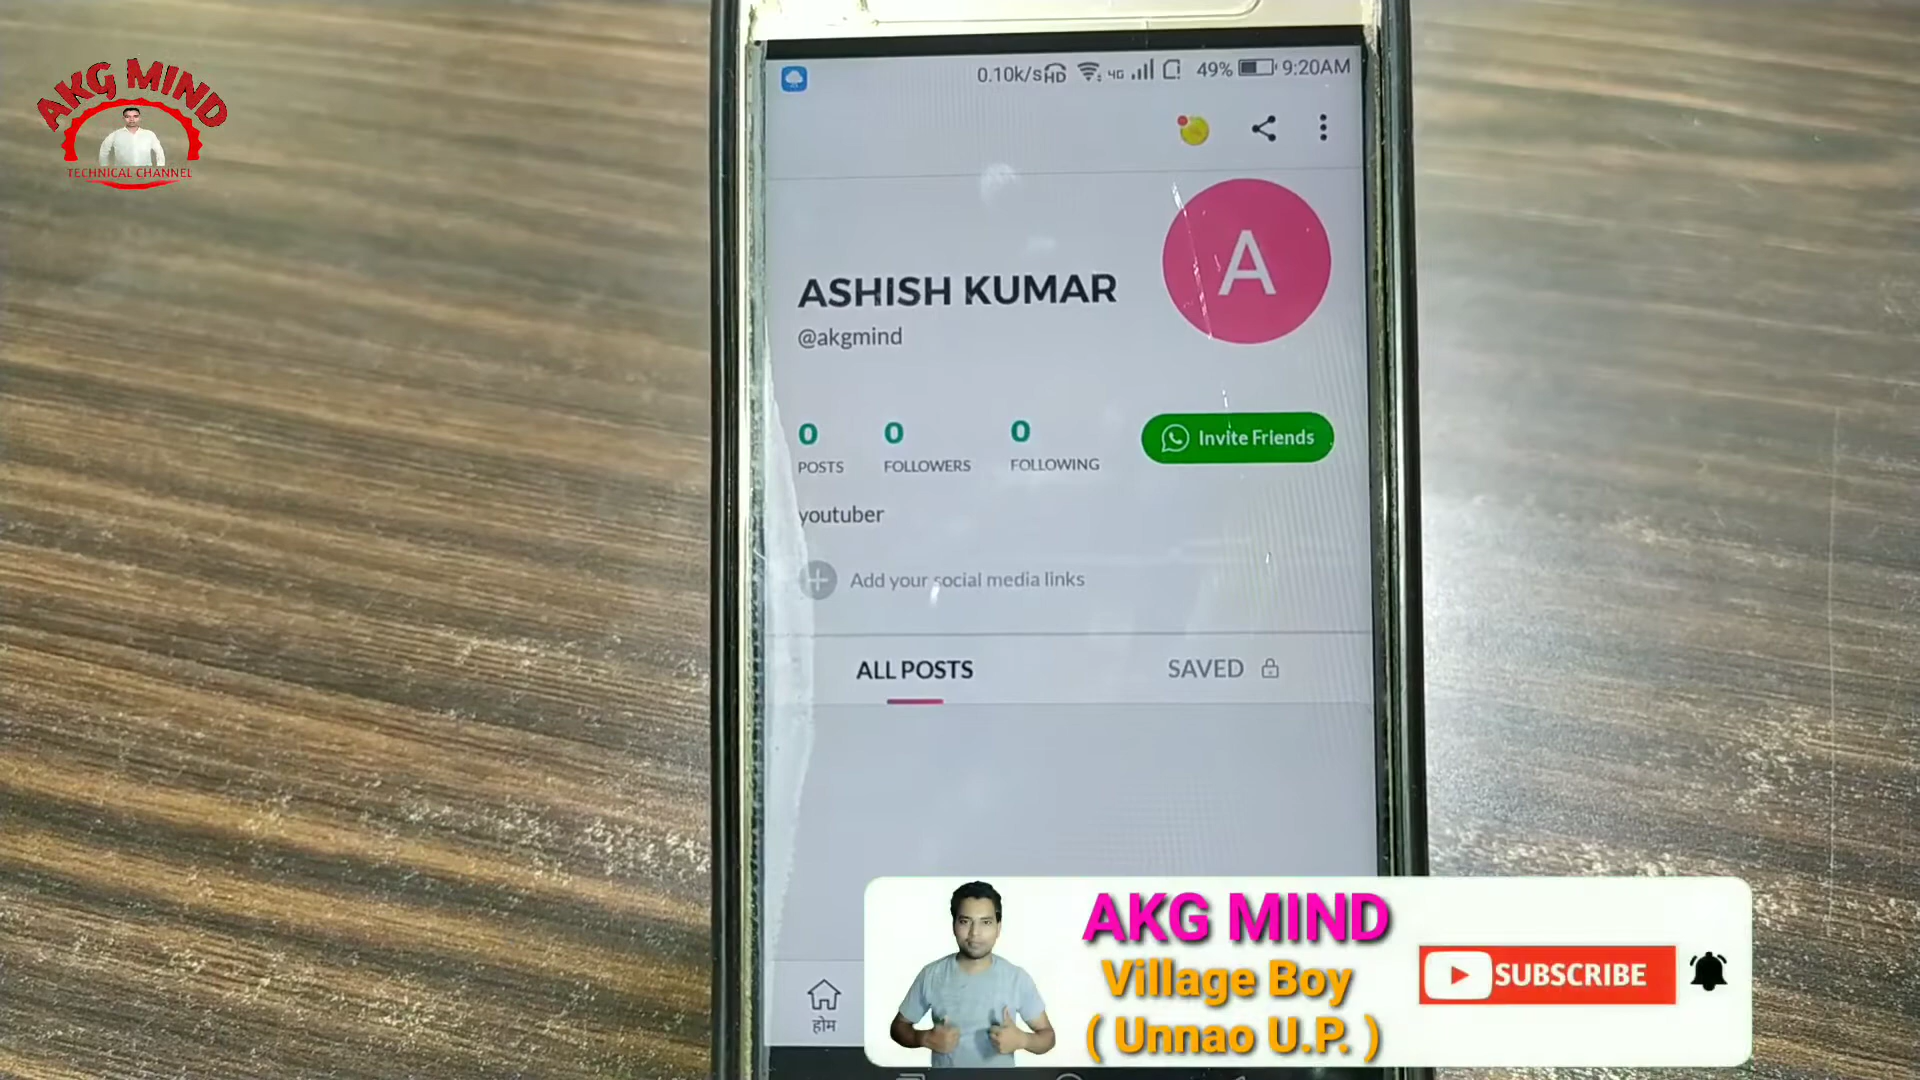 AKG MIND
TECHNICAL CHANNEL
0.10k/s HD 4G 49% 9:20AM
A
ASHISH KUMAR
@akgmind
0 0 0
POSTS FOLLOWERS FOLLOWING
Invite Friends
youtuber
Add your social media links
ALL POSTS SAVED
होम
AKG MIND
Village Boy
( Unnao U.P. )
SUBSCRIBE